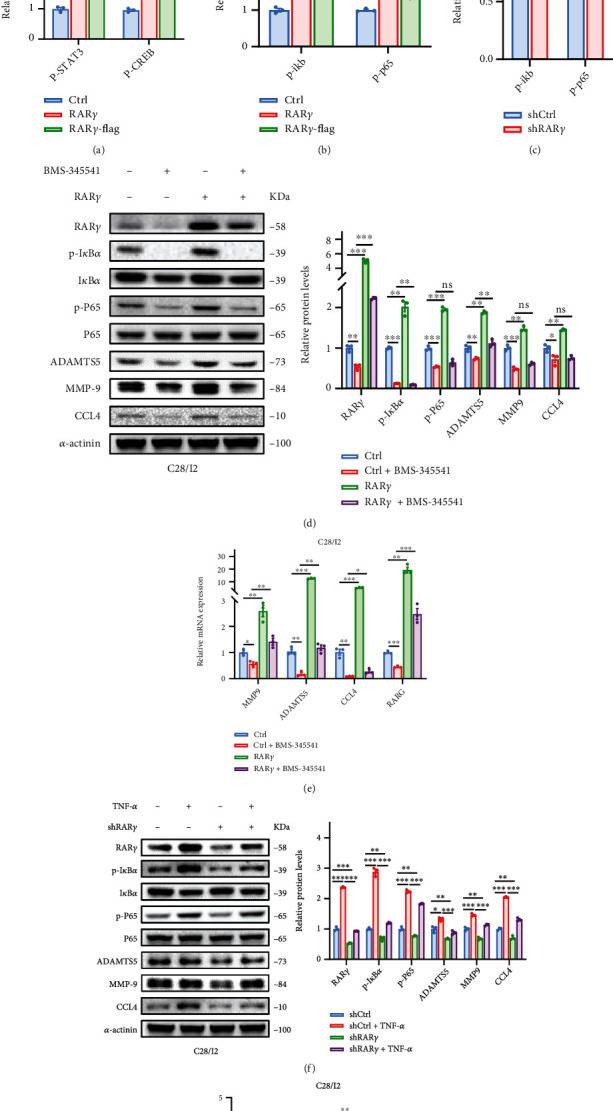 1
0
P-STAT3
P-CREB
Ctrl
RARγ
RARγ-flag
(a)
1
0
p-ikb
P-p65
Ctrl
RARγ
RARγ-flag
(b)
0.5
0.0
p-ikb
P-p65
shCtrl
shRARγ
(c)
BMS-345541 – + – +
RARγ – – + + KDa
RARγ –58
p-IκBα –39
IκBα –39
p-P65 –65
P65 –65
ADAMTS5 –73
MMP-9 –84
CCL4 –10
α-actinin –100
C28/I2
Relative protein levels
8
6
4
2
1
0
** *** ***
*** ** **
*** *** ns
** ** **
*** ** ns
* ** ns
RARγ
p-IκBα
p-P65
ADAMTS5
MMP9
CCL4
Ctrl
Ctrl + BMS-345541
RARγ
RARγ + BMS-345541
(d)
C28/I2
Relative mRNA expression
30
20
10
3
2
1
0
* ** **
** *** **
** *** *
*** ** ***
MMP9
ADAMTS5
CCL4
RARG
Ctrl
Ctrl + BMS-345541
RARγ
RARγ + BMS-345541
(e)
TNF-α – + – +
shRARγ – – + + KDa
RARγ –58
p-IκBα –39
IκBα –39
p-P65 –65
P65 –65
ADAMTS5 –73
MMP-9 –84
CCL4 –10
α-actinin –100
C28/I2
Relative protien levels
4
3
2
1
0
*** *** ***
** *** ***
** *** ***
** * ***
** *** ***
** *** ***
RARγ
p-IκBα
p-P65
ADAMTS5
MMP9
CCL4
shCtrl
shCtrl + TNF-α
shRARγ
shRARγ + TNF-α
(f)
C28/I2
5
**